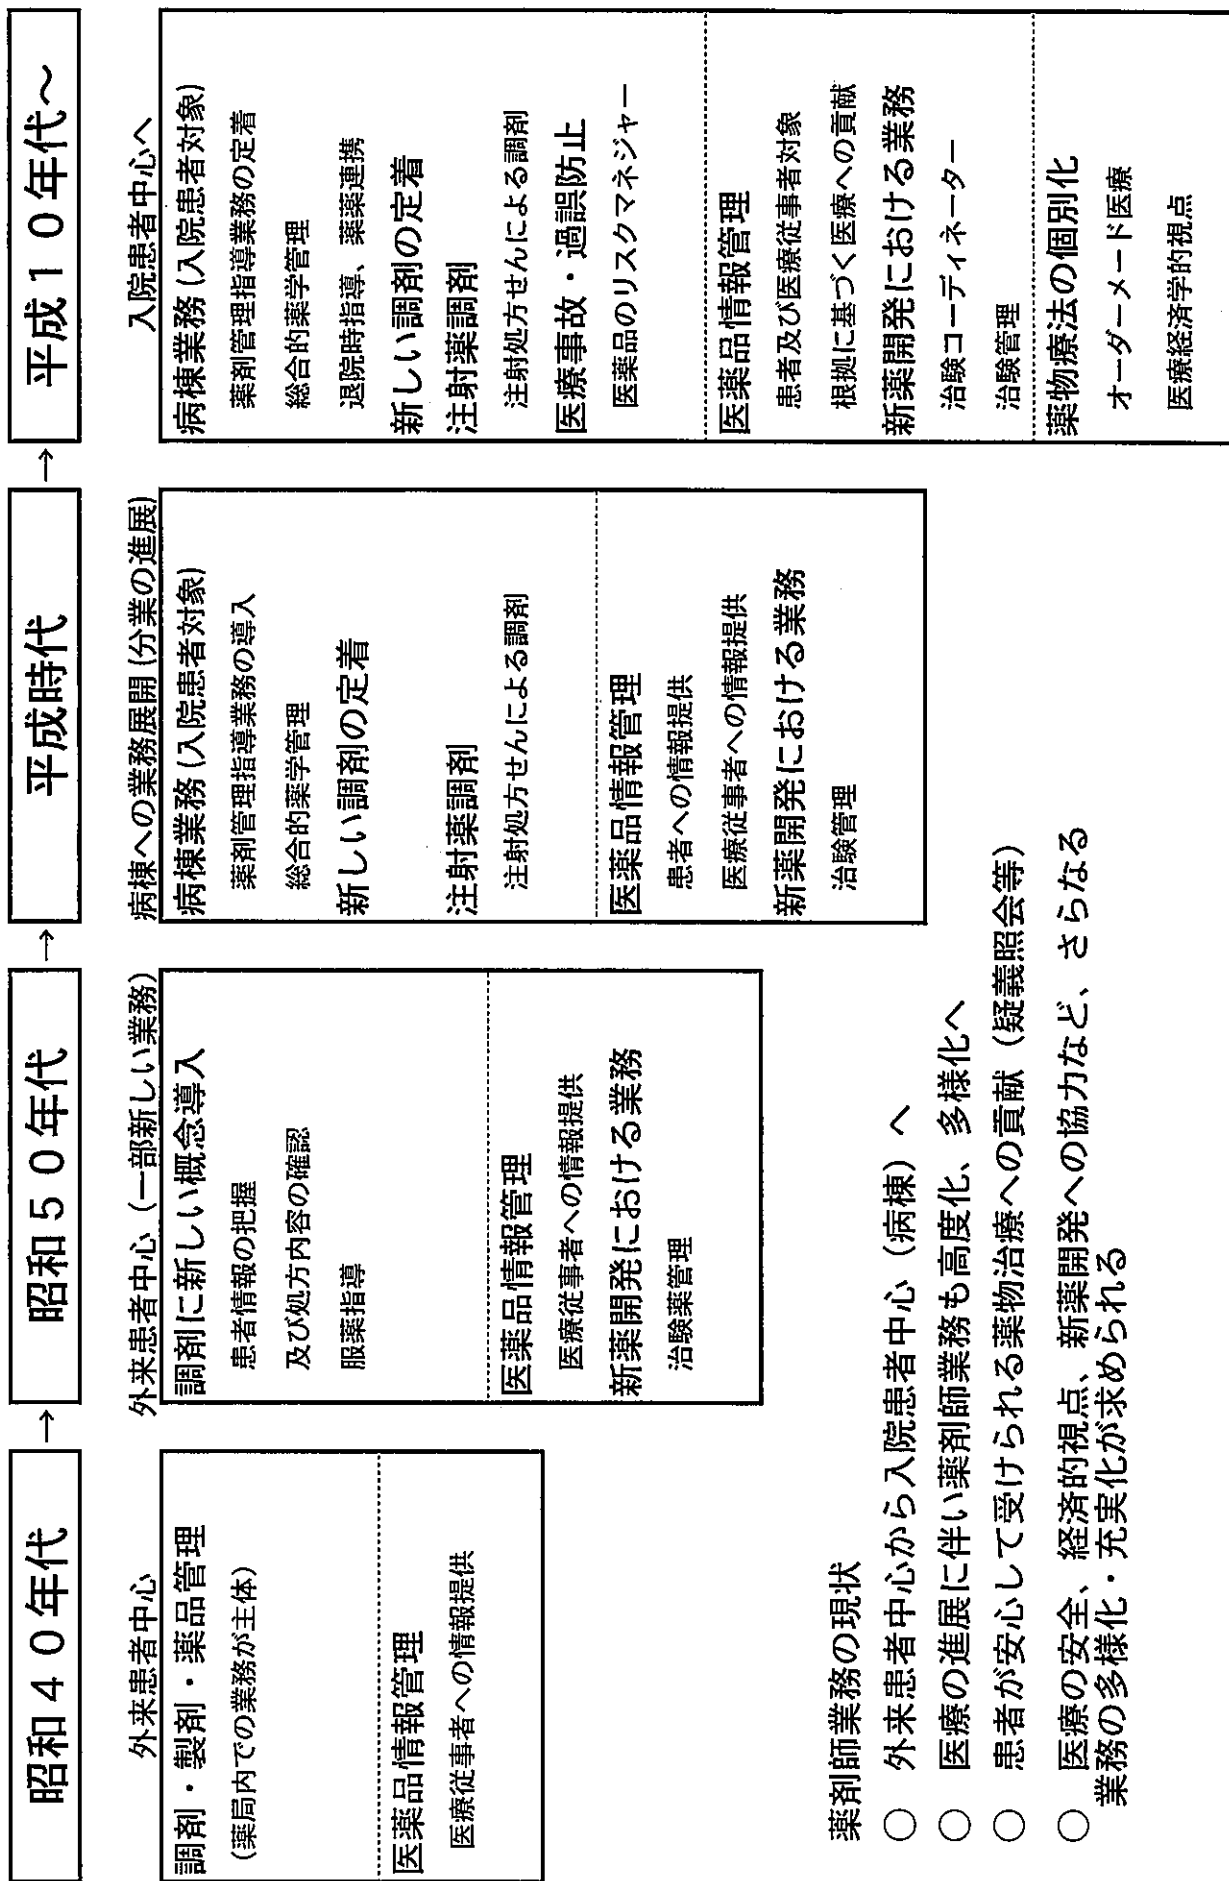 昭和４０年代
→
昭和５０年代
→
平成時代
→
平成１０年代～
外来患者中心
調剤・製剤・薬品管理
(薬局内での業務が主体)
医薬品情報管理
医療従事者への情報提供
外来患者中心（一部新しい業務）
調剤に新しい概念導入
患者情報の把握
及び処方内容の確認
服薬指導
医薬品情報管理
医療従事者への情報提供
新薬開発における業務
治験薬管理
病棟への業務展開(分業の進展)
病棟業務(入院患者対象)
薬剤管理指導業務の導入
総合的薬学管理
新しい調剤の定着
注射薬調剤
注射処方せんによる調剤
医薬品情報管理
患者への情報提供
医療従事者への情報提供
新薬開発における業務
治験管理
入院患者中心へ
病棟業務(入院患者対象)
薬剤管理指導業務の定着
総合的薬学管理
退院時指導、薬薬連携
新しい調剤の定着
注射薬調剤
注射処方せんによる調剤
医療事故・過誤防止
医薬品のリスクマネジャー
医薬品情報管理
患者及び医療従事者対象
根拠に基づく医療への貢献
新薬開発における業務
治験コーディネーター
治験管理
薬物療法の個別化
オーダーメード医療
医療経済学的視点
薬剤師業務の現状
○ 外来患者中心から入院患者中心（病棟）へ
○ 医療の進展に伴い薬剤師業務も高度化、多様化へ
○ 患者が安心して受けられる薬物治療への貢献（疑義照会等）
○ 医療の安全、経済的視点、新薬開発への協力など、さらなる
業務の多様化・充実化が求められる